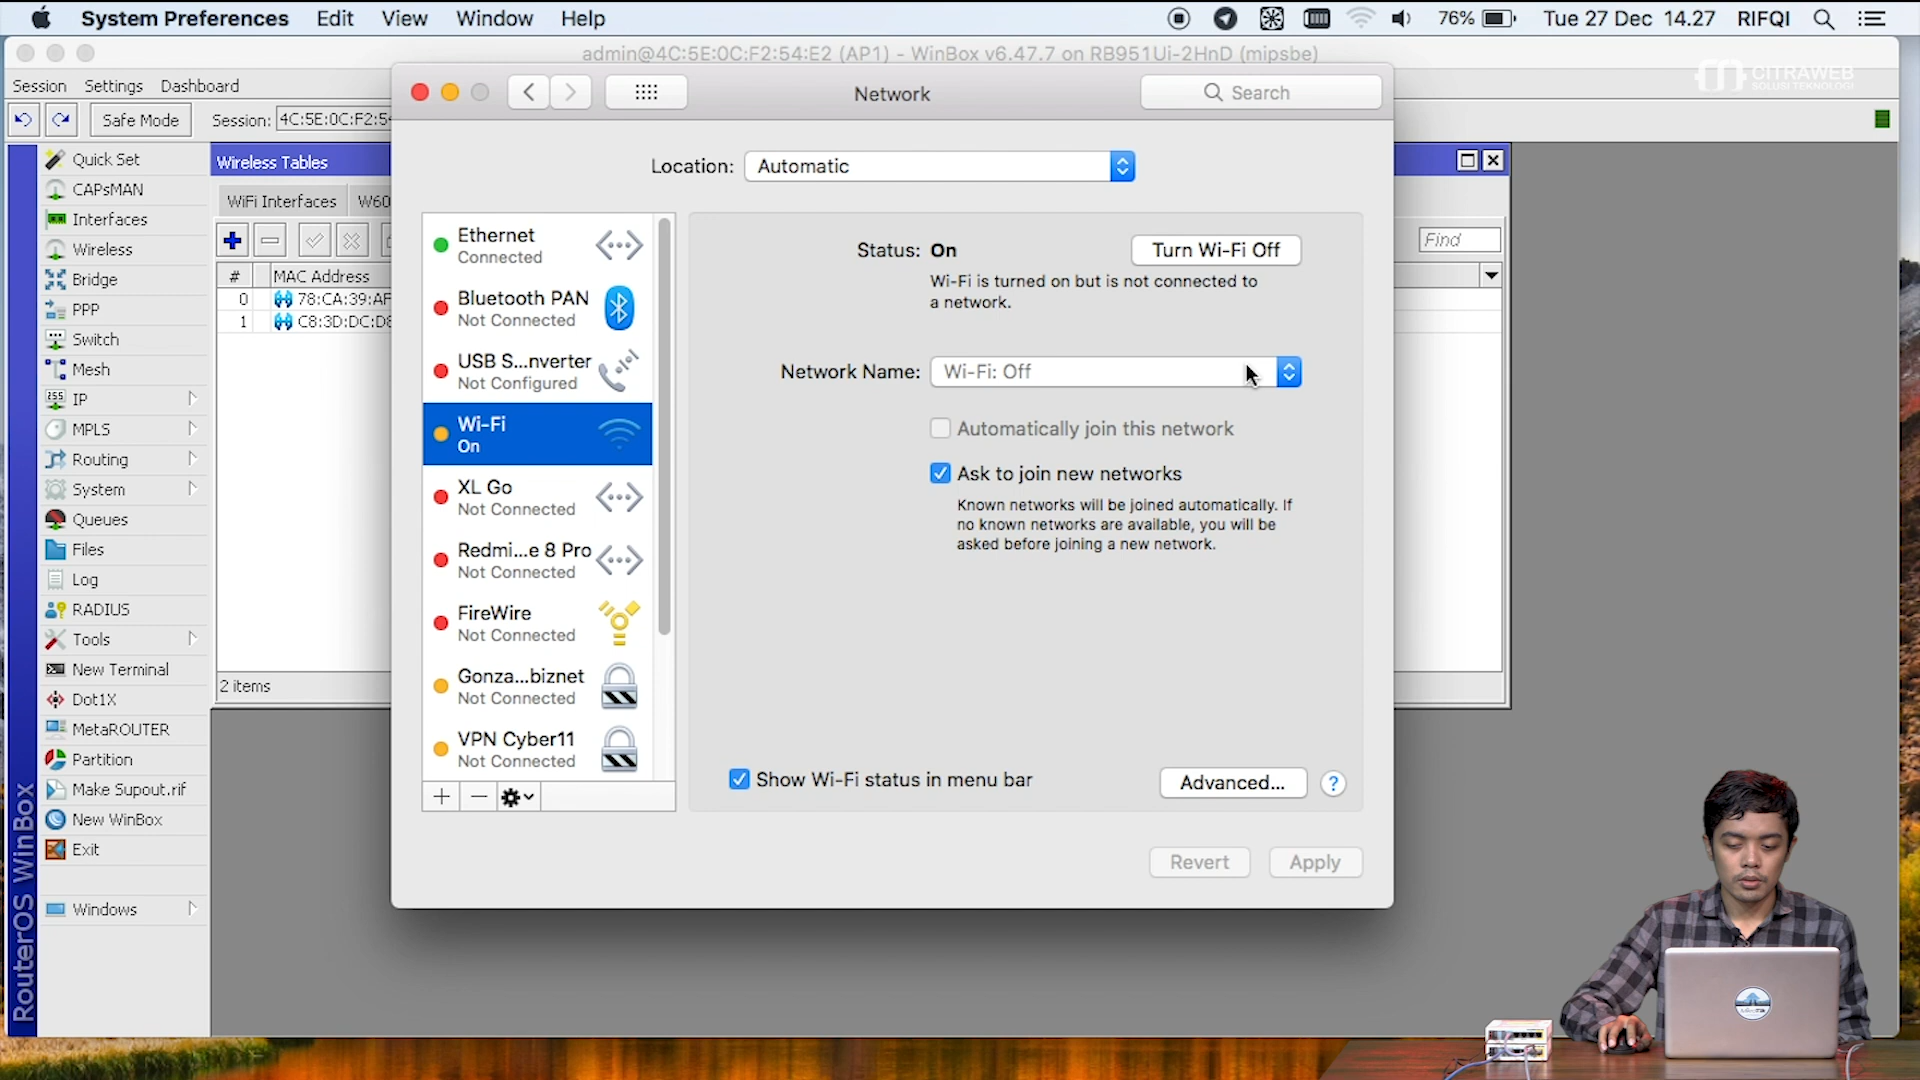 System Preferences Edit View Window Help
76% Tue 27 Dec 14.27 RIFQI
admin@4C:5E:0C:F2:54:E2 (AP1) - WinBox v6.47.7 on RB951Ui-2HnD (mipsbe)
CITRAWEB
SOLUSI TEKNOLOGI
Session Settings Dashboard
Safe Mode Session: 4C:5E:0C:F2:54
Network
Search
Quick Set
CAPsMAN
Interfaces
Wireless
Bridge
PPP
Switch
Mesh
IP
MPLS
Routing
System
Queues
Files
Log
RADIUS
Tools
New Terminal
Dot1X
MetaROUTER
Partition
Make Supout.rif
New WinBox
Exit
Windows
RouterOS WinBox
Wireless Tables
WiFi Interfaces W60
Find
# MAC Address
0 78:CA:39:AF
1 C8:3D:DC:D8
2 items
Location: Automatic
Ethernet
Connected
Bluetooth PAN
Not Connected
USB S...nverter
Not Configured
Wi-Fi
On
XL Go
Not Connected
Redmi...e 8 Pro
Not Connected
FireWire
Not Connected
Gonza...biznet
Not Connected
VPN Cyber11
Not Connected
Status: On
Turn Wi-Fi Off
Wi-Fi is turned on but is not connected to
a network.
Network Name: Wi-Fi: Off
Automatically join this network
Ask to join new networks
Known networks will be joined automatically. If
no known networks are available, you will be
asked before joining a new network.
Show Wi-Fi status in menu bar
Advanced... ?
Revert Apply